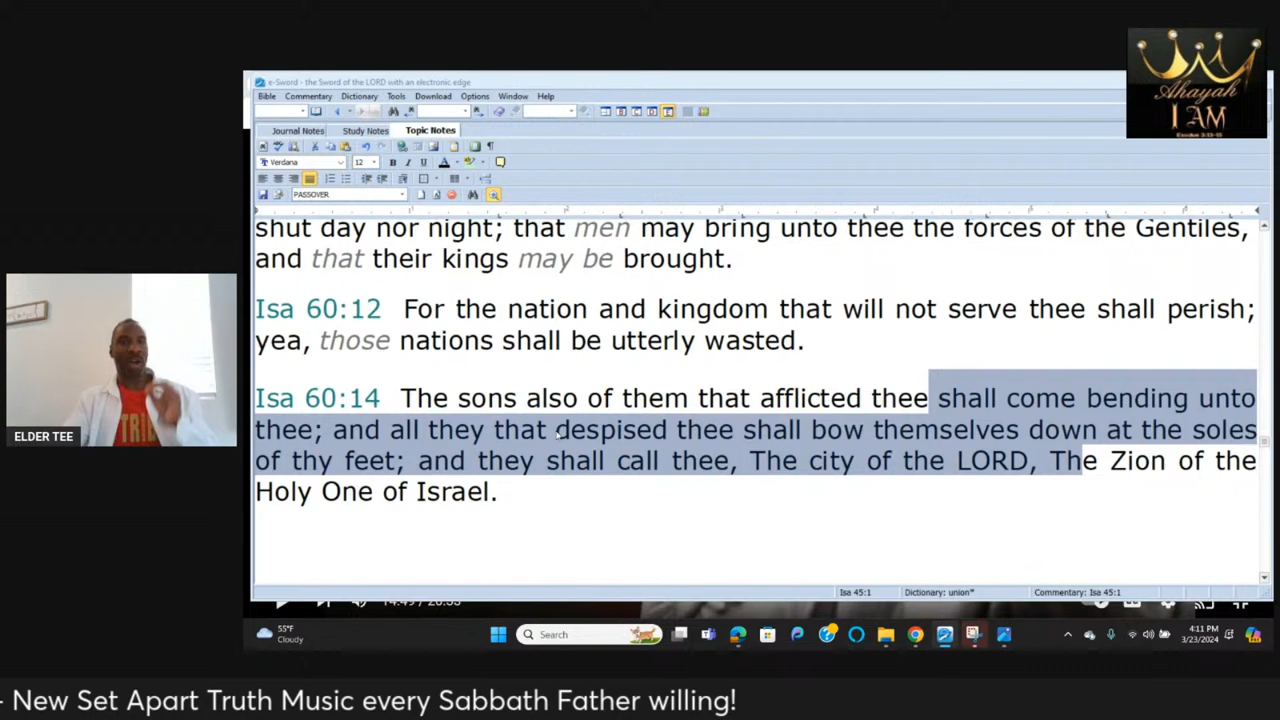 e-Sword - the Sword of the LORD with an electronic edge
Bible Commentary Dictionary Tools Download Options Window Help
Ahayah
I AM
Exodus 3:13-15
Journal Notes Study Notes Topic Notes
Verdana 12 B I U A
PASSOVER
shut day nor night; that men may bring unto thee the forces of the Gentiles,
and that their kings may be brought.
Isa 60:12 For the nation and kingdom that will not serve thee shall perish;
yea, those nations shall be utterly wasted.
Isa 60:14 The sons also of them that afflicted thee shall come bending unto
thee; and all they that despised thee shall bow themselves down at the soles
of thy feet; and they shall call thee, The city of the LORD, The Zion of the
Holy One of Israel.
TRIB
ELDER TEE
Isa 45:1 Dictionary: union* Commentary: Isa 45:1
55°F
Cloudy
Search
4:11 PM
3/23/2024
- New Set Apart Truth Music every Sabbath Father willing!